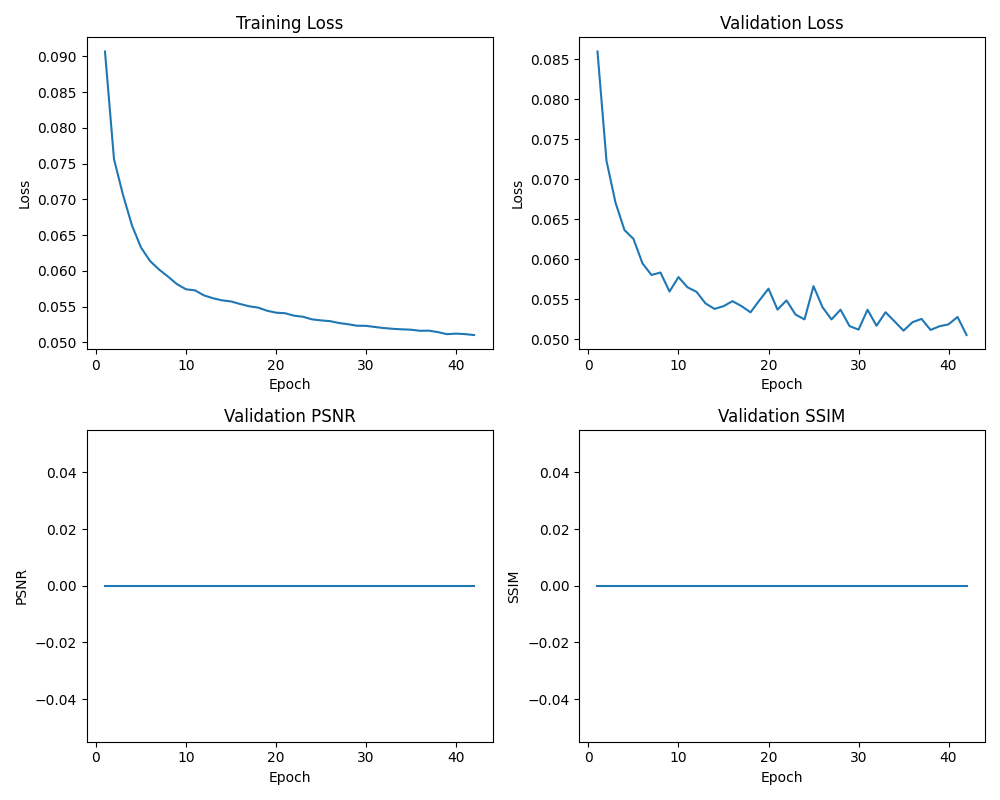 Training Loss
0.090
0.085
0.080
0.075
0.070
0.065
0.060
0.055
0.050
Loss
0 10 20 30 40
Epoch
Validation Loss
0.085
0.080
0.075
0.070
0.065
0.060
0.055
0.050
Loss
0 10 20 30 40
Epoch
Validation PSNR
0.04
0.02
0.00
−0.02
−0.04
PSNR
0 10 20 30 40
Epoch
Validation SSIM
0.04
0.02
0.00
−0.02
−0.04
SSIM
0 10 20 30 40
Epoch